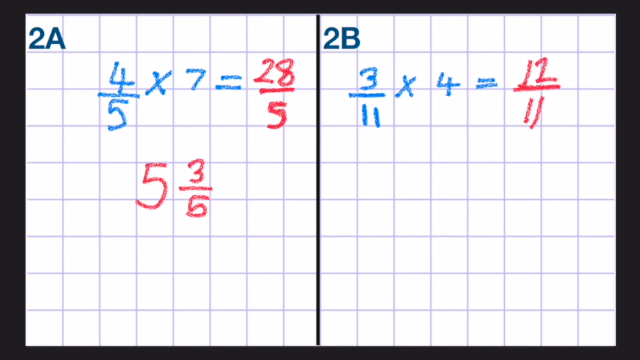 2A
4/5 × 7 = 28/5
5 3/5
2B
3/11 × 4 = 12/11